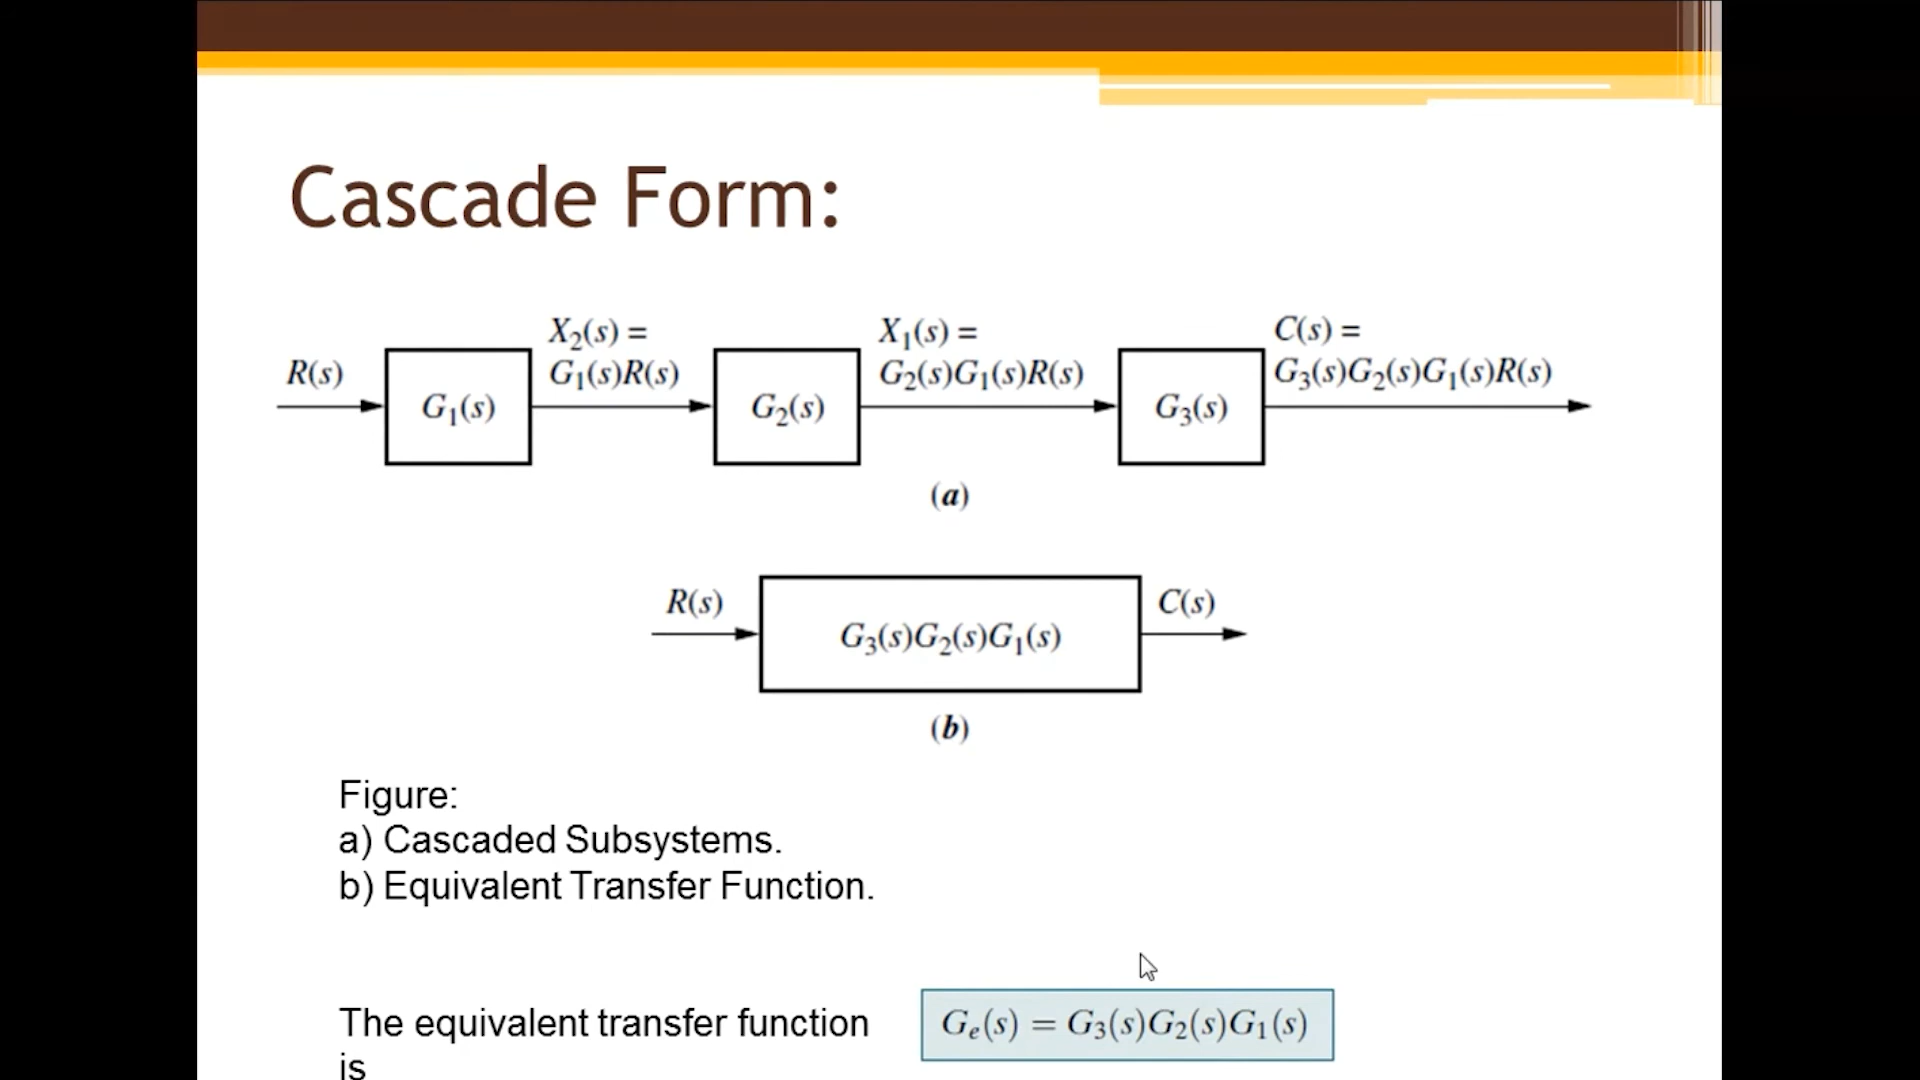 Cascade Form:
R(s)
G₁(s)
X₂(s) =
G₁(s)R(s)
G₂(s)
X₁(s) =
G₂(s)G₁(s)R(s)
G₃(s)
C(s) =
G₃(s)G₂(s)G₁(s)R(s)
(a)
R(s)
G₃(s)G₂(s)G₁(s)
C(s)
(b)
Figure:
a) Cascaded Subsystems.
b) Equivalent Transfer Function.
The equivalent transfer function
is
Gₑ(s) = G₃(s)G₂(s)G₁(s)